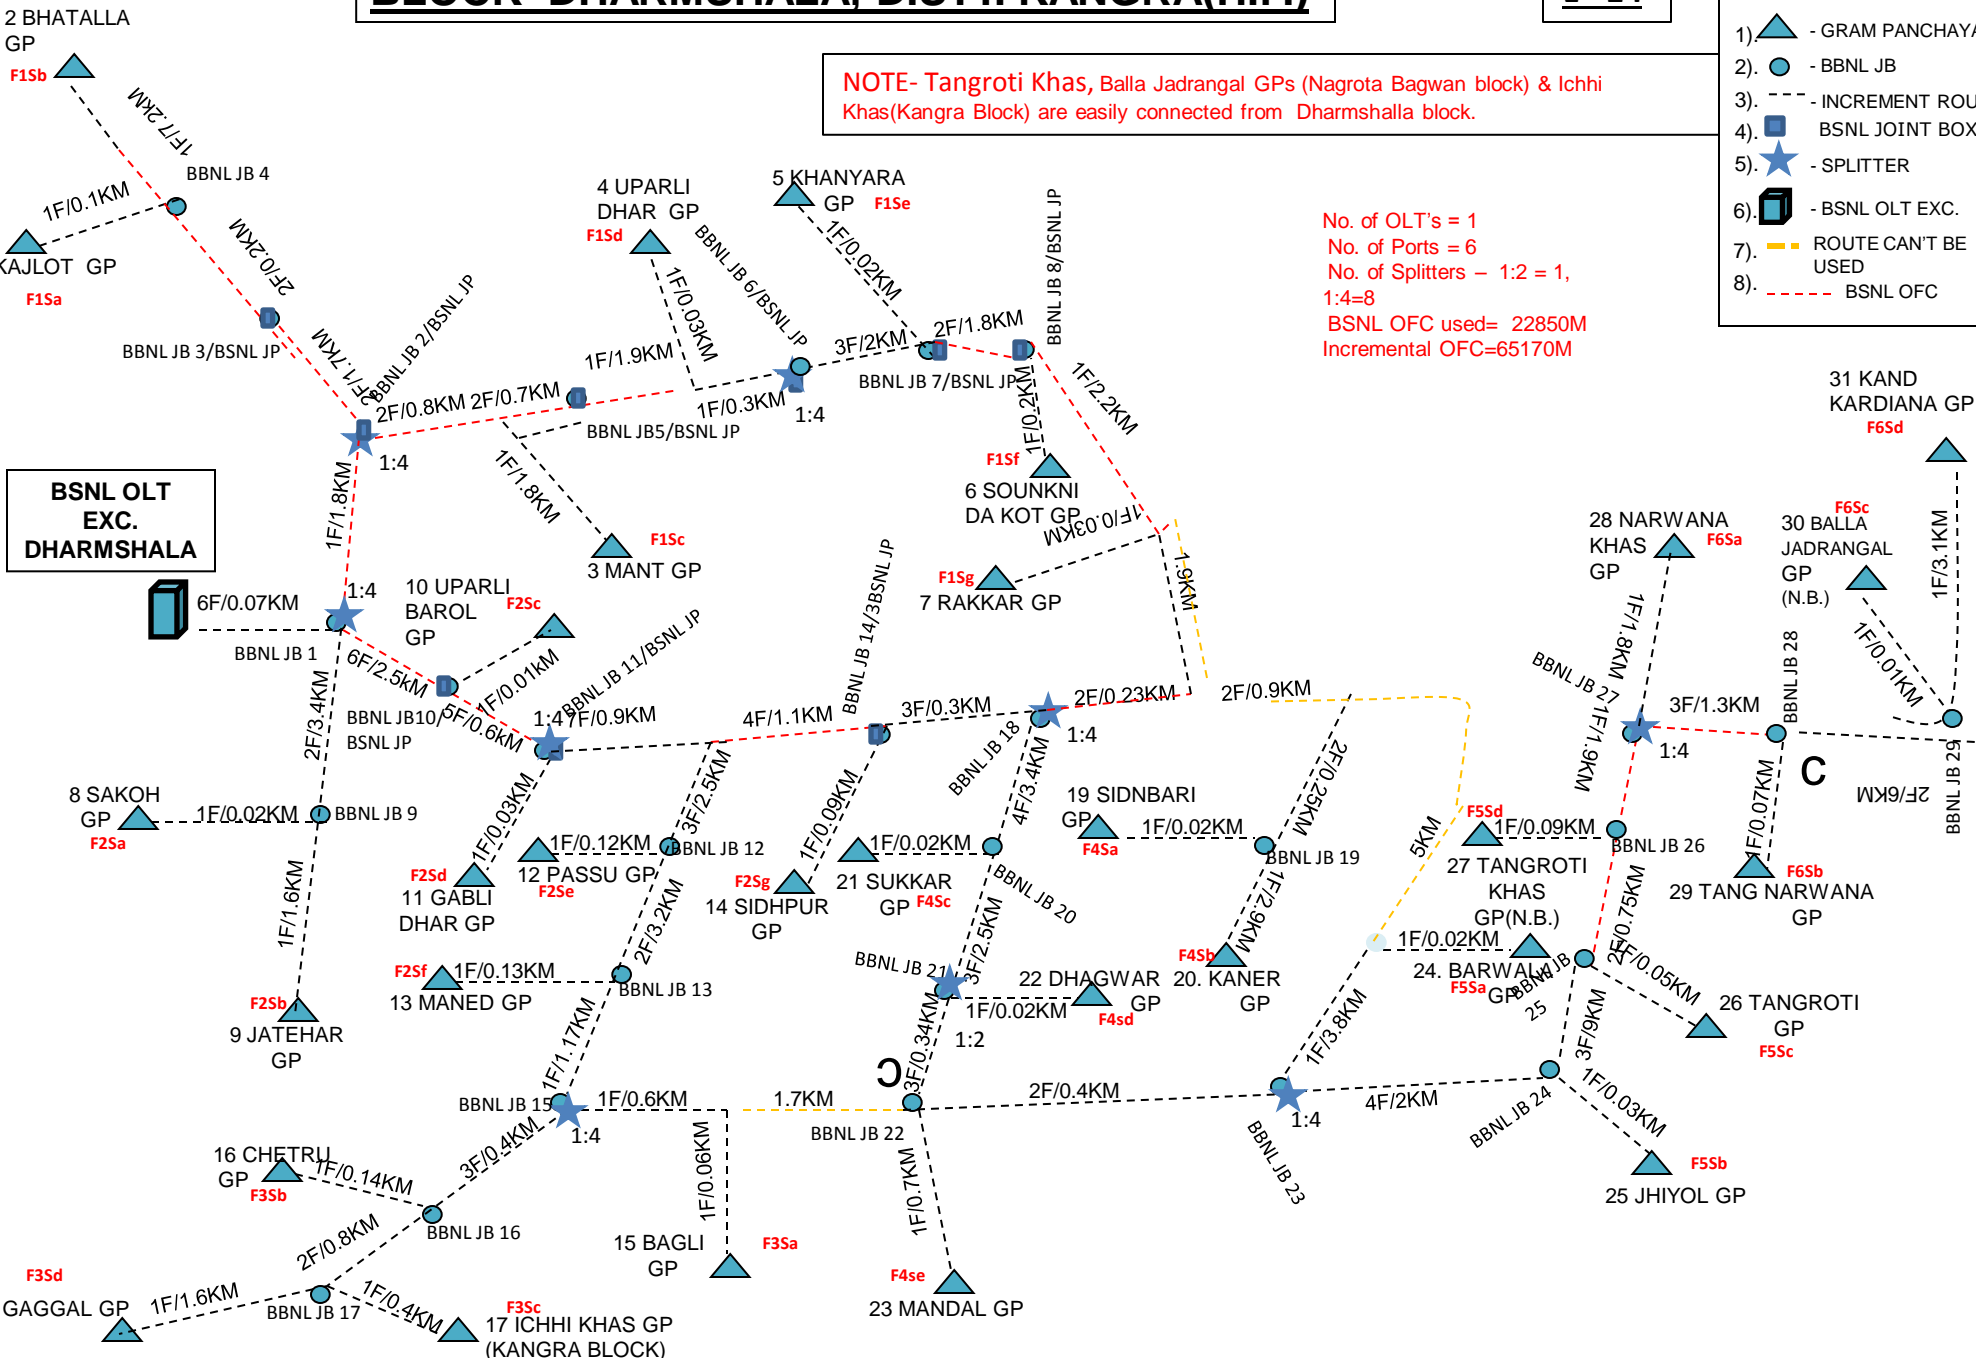 BLOCK- DHARMSHALA, DISTT. KANGRA(H.P.)
2 BHATALLA
GP
F1Sb
1F/7.2KM
BBNL JB 4
1F/0.1KM
KAJLOT GP
F1Sa
2F/0.2KM
BBNL JB 3/BSNL JP
2F/1.7KM
BBNL JB 2/BSNL JP
NOTE- Tangroti Khas, Balla Jadrangal GPs (Nagrota Bagwan block) & Ichhi
Khas(Kangra Block) are easily connected from Dharmshalla block.
1).
- GRAM PANCHAYA
2).
- BBNL JB
3).
- INCREMENT ROU
4).
BSNL JOINT BOX
5).
- SPLITTER
6).
- BSNL OLT EXC.
7).
ROUTE CAN'T BE
USED
8).
BSNL OFC
No. of OLT's = 1
No. of Ports = 6
No. of Splitters – 1:2 = 1,
1:4=8
BSNL OFC used= 22850M
Incremental OFC=65170M
4 UPARLI
DHAR GP
F1Sd
1F/0.03KM
BBNL JB 6/BSNL JP
5 KHANYARA
GP
F1Se
1F/0.02KM
3F/2KM
2F/1.8KM
BBNL JB 8/BSNL JP
BBNL JB 7/BSNL JP
1F/1.9KM
2F/0.8KM
2F/0.7KM
1F/0.3KM
1:4
BBNL JB5/BSNL JP
1:4
1F/1.8KM
1F/1.8KM
F1Sc
3 MANT GP
1F/0.2KM
1F/2.2KM
F1Sf
6 SOUNKNI
DA KOT GP
1F/0.03KM
F1Sg
7 RAKKAR GP
1.9KM
BSNL OLT
EXC.
DHARMSHALA
6F/0.07KM
1:4
BBNL JB 1
10 UPARLI
BAROL
GP
F2Sc
1F/0.01kM
6F/2.5kM
BBNL JB10/
BSNL JP
5F/0.6kM
BBNL JB 11/BSNL JP
1:4
7F/0.9KM
4F/1.1KM
BBNL JB 14/3BSNL JP
3F/0.3KM
BBNL JB 18
1:4
2F/0.23KM
2F/0.9KM
2F/3.4KM
8 SAKOH
GP
F2Sa
1F/0.02KM
BBNL JB 9
1F/1.6KM
F2Sb
9 JATEHAR
GP
1F/0.03KM
F2Sd
11 GABLI
DHAR GP
1F/0.12KM
12 PASSU GP
F2Se
BBNL JB 12
3F/2.5KM
2F/3.2KM
F2Sf
1F/0.13KM
13 MANED GP
BBNL JB 13
1F/1.17KM
1F/0.09KM
F2Sg
14 SIDHPUR
GP
1F/0.02KM
21 SUKKAR
GP
F4Sc
BBNL JB 20
4F/3.4KM
3F/2.5KM
BBNL JB 21
1:2
1F/0.02KM
22 DHAGWAR
GP
F4sd
3F/0.34KM
19 SIDNBARI
GP
F4Sa
1F/0.02KM
BBNL JB 19
2F/0.25KM
1F/2.9KM
F4Sb
20. KANER
GP
5KM
1F/0.02KM
24. BARWALA
GP
F5Sa
1F/3.8KM
F5Sd
1F/0.09KM
27 TANGROTI
KHAS
GP(N.B.)
BBNL JB 26
2F/0.75KM
BBNL JB
25
1F/0.05KM
26 TANGROTI
GP
F5Sc
3F/9KM
28 NARWANA
KHAS
GP
F6Sa
1F/1.8KM
BBNL JB 27
1F/1.9KM
1:4
3F/1.3KM
BBNL JB 28
C
1F/0.07KM
F6Sb
29 TANG NARWANA
GP
30 BALLA
JADRANGAL
GP
(N.B.)
F6Sc
1F/0.01KM
31 KAND
KARDIANA GP
F6Sd
1F/3.1KM
2F/6KM
BBNL JB 29
BBNL JB 15
1:4
1F/0.6KM
1.7KM
C
BBNL JB 22
2F/0.4KM
1:4
BBNL JB 23
4F/2KM
BBNL JB 24
1F/0.03KM
F5Sb
25 JHIYOL GP
3F/0.4KM
16 CHETRU
GP
F3Sb
1F/0.14KM
BBNL JB 16
2F/0.8KM
1F/0.06KM
15 BAGLI
GP
F3Sa
1F/0.7KM
F4se
23 MANDAL GP
F3Sd
GAGGAL GP
1F/1.6KM
BBNL JB 17
1F/0.4KM
F3Sc
17 ICHHI KHAS GP
(KANGRA BLOCK)